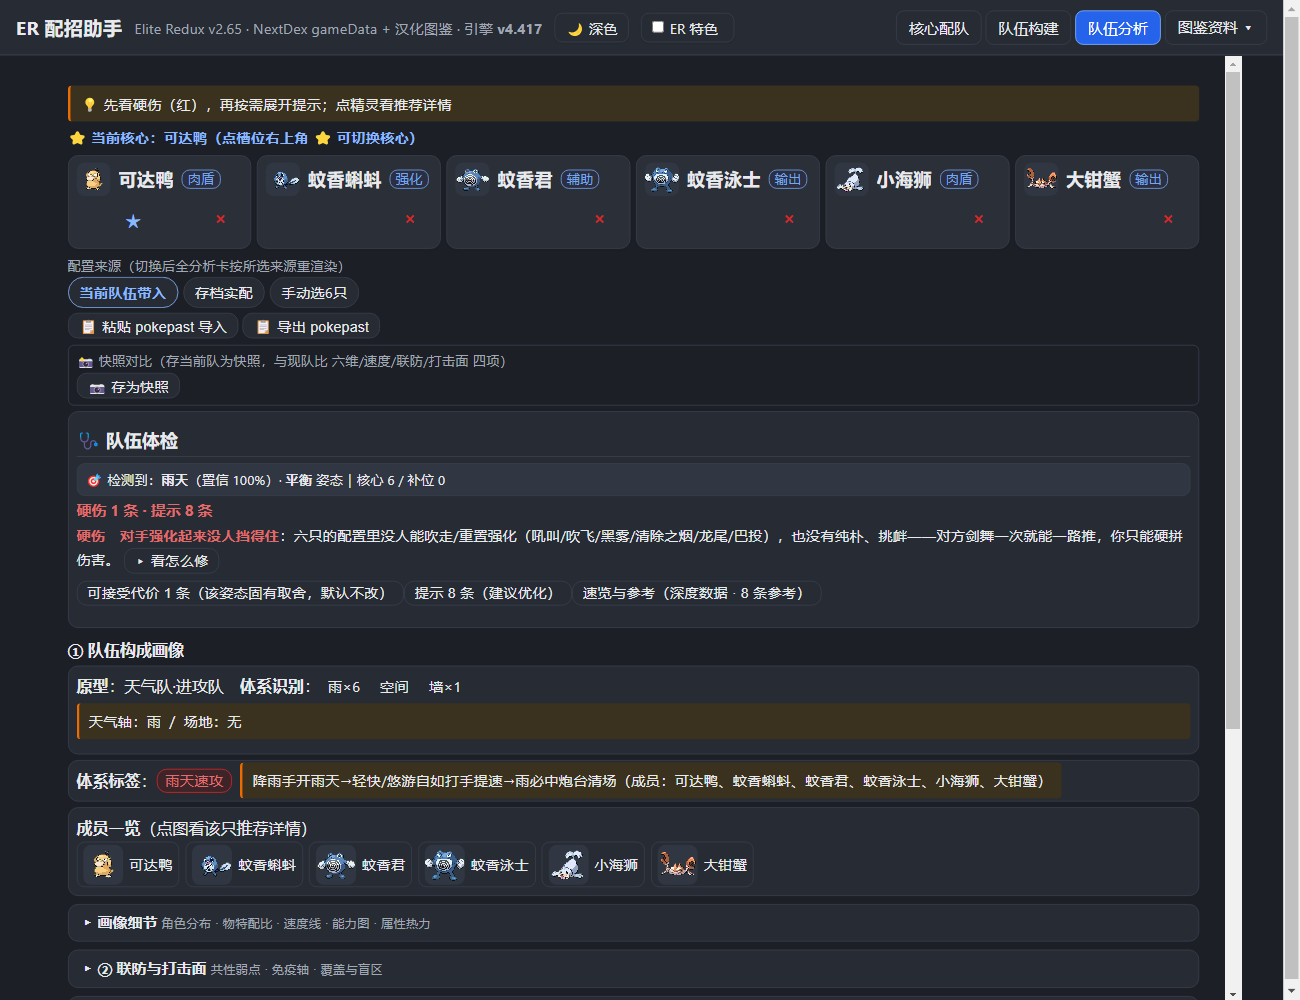 ER 配招助手 Elite Redux v2.65 · NextDex gameData + 汉化图鉴 · 引擎 v4.417 🌙 深色 ER 特色 核心配队 队伍构建 队伍分析 图鉴资料 ▾
💡 先看硬伤（红），再按需展开提示；点精灵看推荐详情
⭐ 当前核心：可达鸭（点槽位右上角 ⭐ 可切换核心）
可达鸭 肉盾 蚊香蝌蚪 强化 蚊香君 辅助 蚊香泳士 输出 小海狮 肉盾 大钳蟹 输出
★ × × × × × ×
配置来源（切换后全分析卡按所选来源重渲染）
当前队伍带入 存档实配 手动选6只
📋 粘贴 pokepast 导入 📋 导出 pokepast
📸 快照对比（存当前队为快照，与现队比 六维/速度/联防/打击面 四项）
📷 存为快照
🩺 队伍体检
🎯 检测到：雨天（置信 100%）· 平衡 姿态 | 核心 6 / 补位 0
硬伤 1 条 · 提示 8 条
硬伤 对手强化起来没人挡得住：六只的配置里没人能吹走/重置强化（吼叫/吹飞/黑雾/清除之烟/龙尾/巴投），也没有纯朴、挑衅——对方剑舞一次就能一路推，你只能硬拼
伤害。 ▸ 看怎么修
可接受代价 1 条（该姿态固有取舍，默认不改） 提示 8 条（建议优化） 速览与参考（深度数据 · 8 条参考）
① 队伍构成画像
原型：天气队·进攻队 体系识别： 雨×6 空间 墙×1
天气轴：雨 / 场地：无
体系标签： 雨天速攻 降雨手开雨天→轻快/悠游自如打手提速→雨必中炮台清场（成员：可达鸭、蚊香蝌蚪、蚊香君、蚊香泳士、小海狮、大钳蟹）
成员一览（点图看该只推荐详情）
可达鸭 蚊香蝌蚪 蚊香君 蚊香泳士 小海狮 大钳蟹
▸ 画像细节 角色分布 · 物特配比 · 速度线 · 能力图 · 属性热力
▸ ② 联防与打击面 共性弱点 · 免疫轴 · 覆盖与盲区